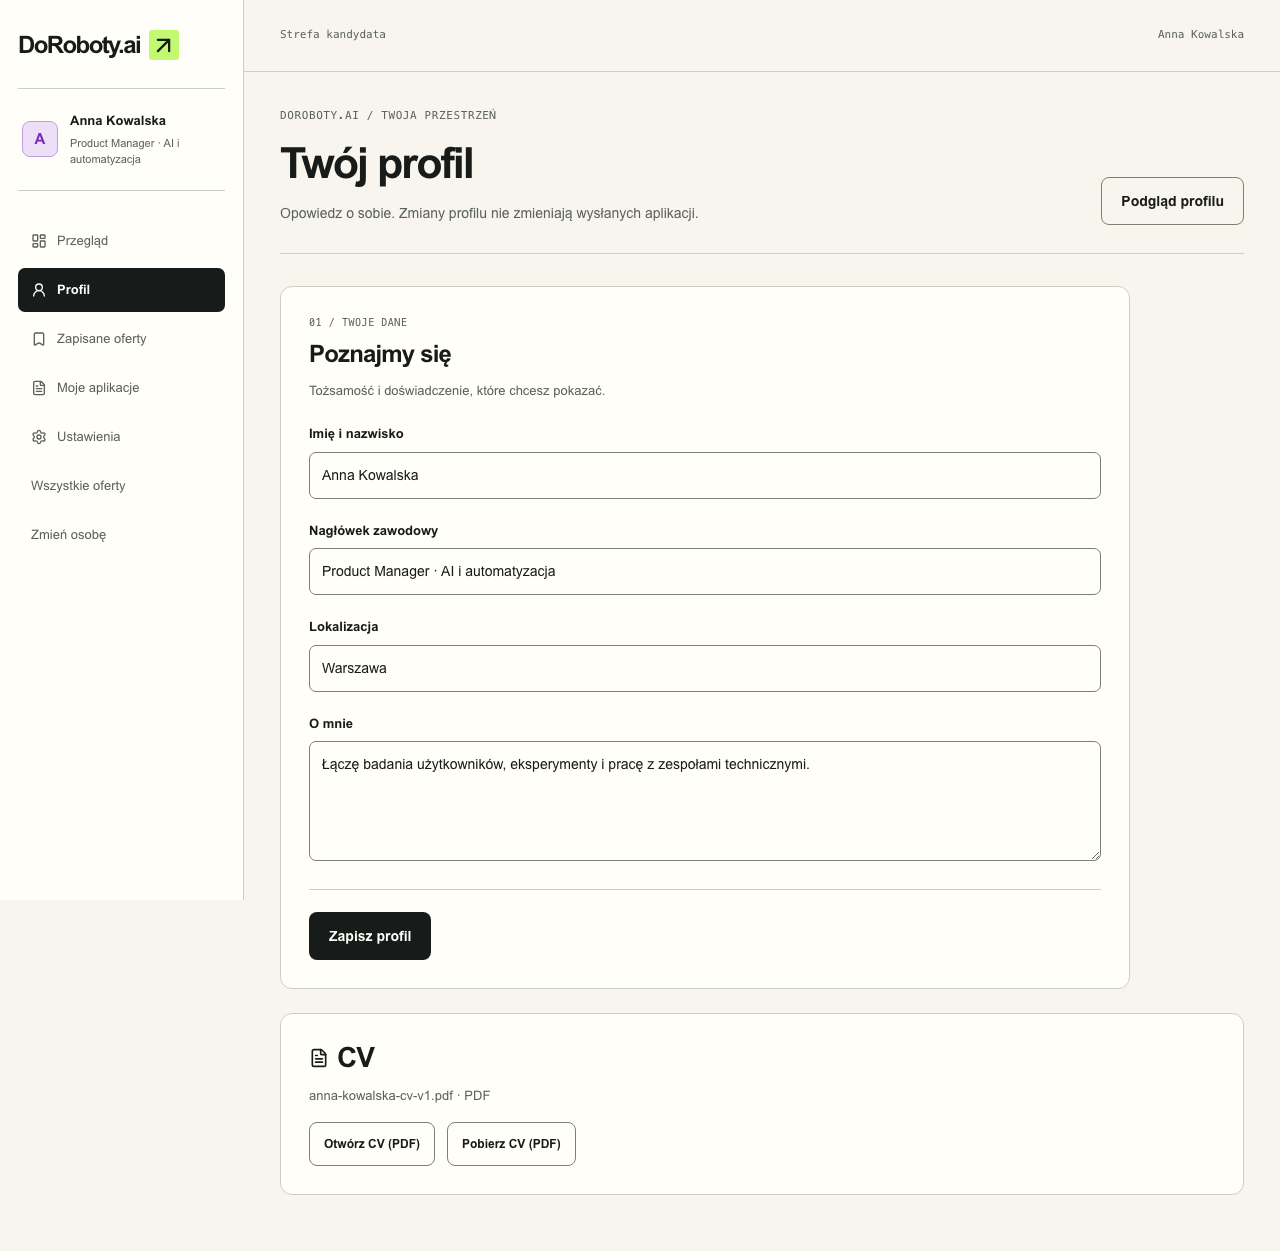 DoRoboty.ai
Strefa kandydata
Anna Kowalska
A
Anna Kowalska
Product Manager · AI i
automatyzacja
Przegląd
Profil
Zapisane oferty
Moje aplikacje
Ustawienia
Wszystkie oferty
Zmień osobę
DOROBOTY.AI / TWOJA PRZESTRZEŃ
Twój profil
Opowiedz o sobie. Zmiany profilu nie zmieniają wysłanych aplikacji.
Podgląd profilu
01 / TWOJE DANE
Poznajmy się
Tożsamość i doświadczenie, które chcesz pokazać.
Imię i nazwisko
Anna Kowalska
Nagłówek zawodowy
Product Manager · AI i automatyzacja
Lokalizacja
Warszawa
O mnie
Łączę badania użytkowników, eksperymenty i pracę z zespołami technicznymi.
Zapisz profil
CV
anna-kowalska-cv-v1.pdf · PDF
Otwórz CV (PDF)
Pobierz CV (PDF)